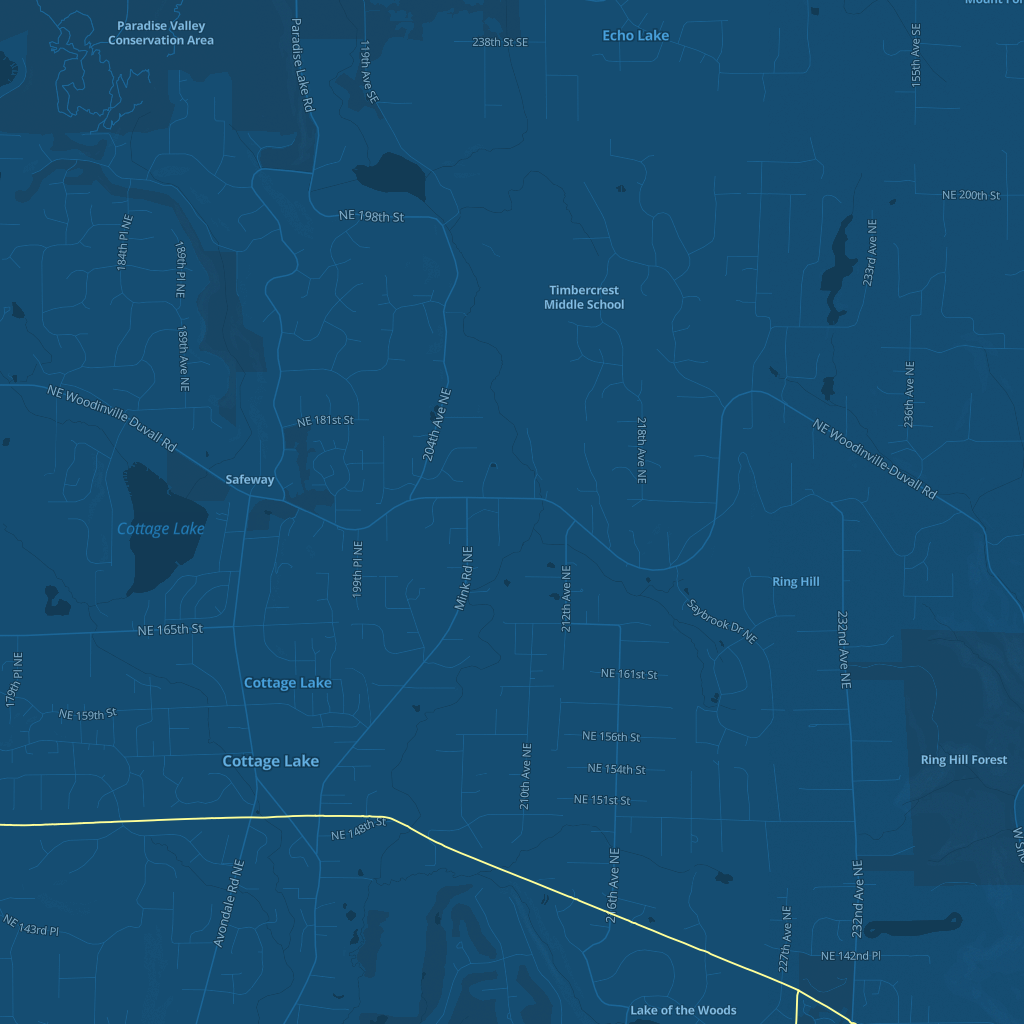 Paradise Valley
Conservation Area
Paradise Lake Rd
119th Ave SE
238th St SE
Echo Lake
155th Ave SE
NE 200th St
NE 198th St
184th Pl NE
189th Pl NE
233rd Ave NE
Timbercrest
Middle School
189th Ave NE
NE Woodinville Duvall Rd
NE 181st St
204th Ave NE
218th Ave NE
236th Ave NE
NE Woodinville-Duvall Rd
Safeway
Cottage Lake
199th Pl NE
Mink Rd NE
212th Ave NE
Ring Hill
Saybrook Dr NE
232nd Ave NE
NE 165th St
179th Pl NE
Cottage Lake
NE 161st St
NE 159th St
NE 156th St
Cottage Lake
NE 154th St
210th Ave NE
NE 151st St
Ring Hill Forest
NE 148th St
Avondale Rd NE
216th Ave NE
232nd Ave NE
NE 143rd Pl
227th Ave NE
NE 142nd Pl
Lake of the Woods